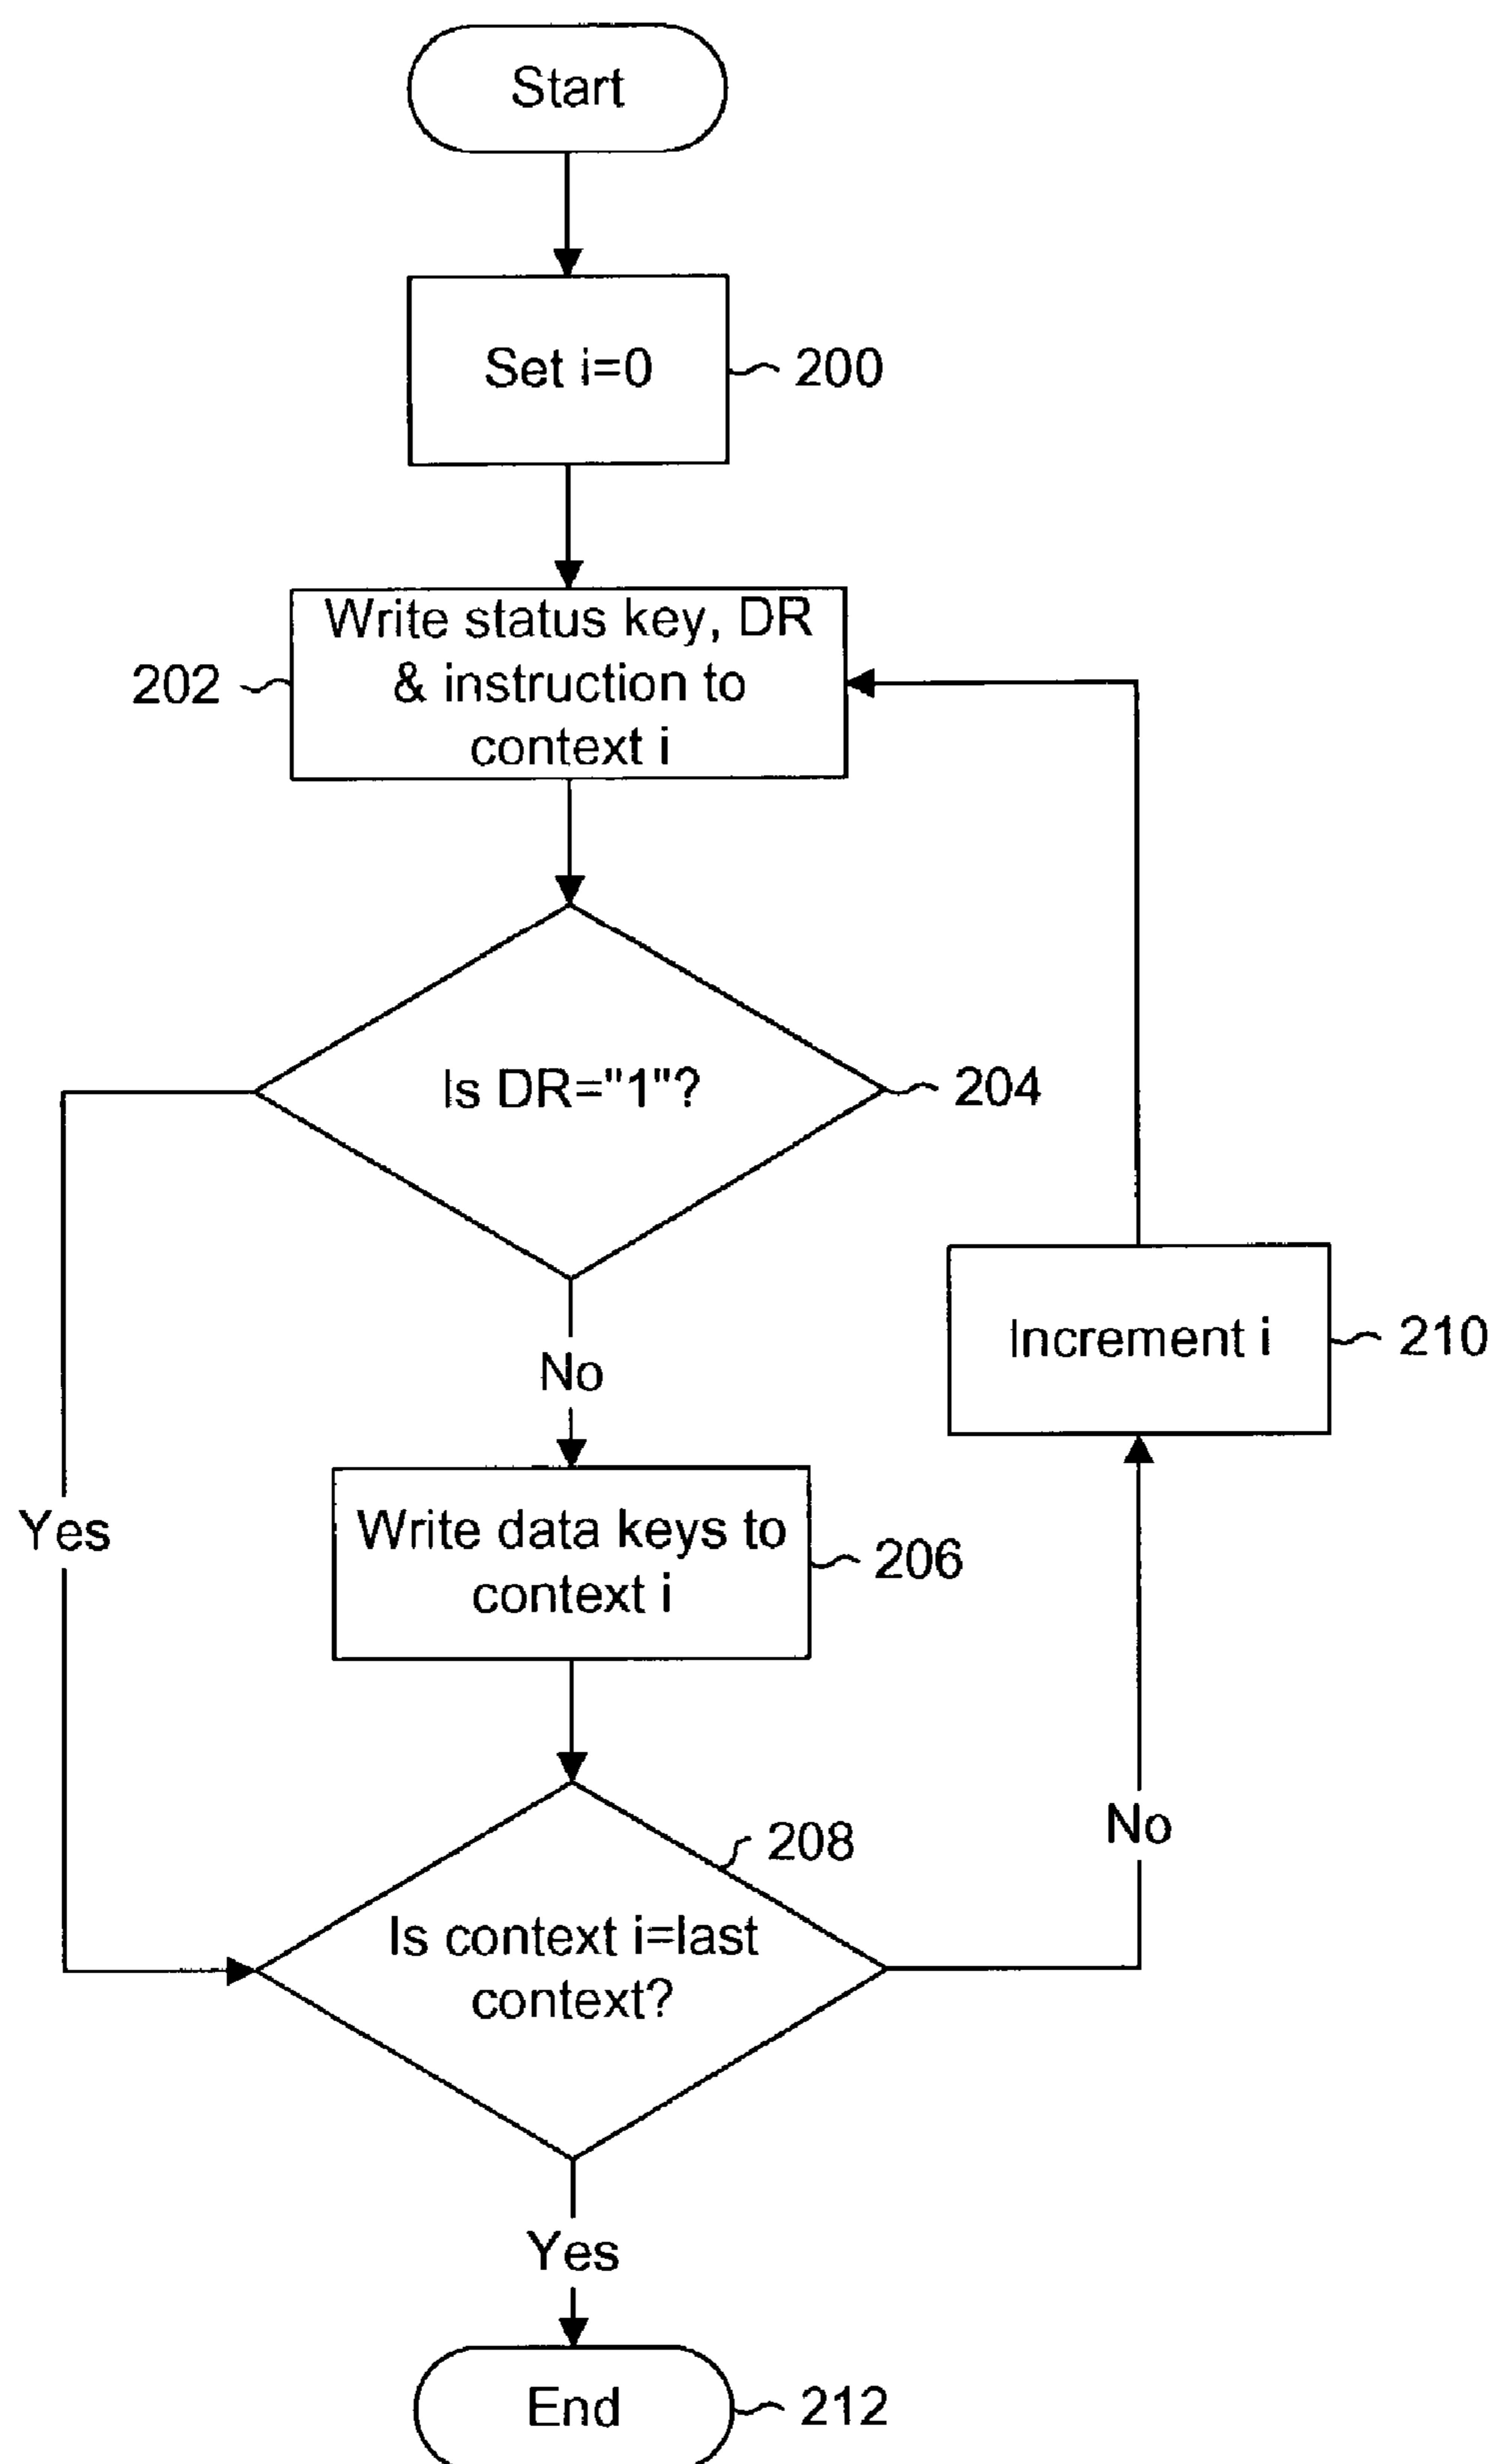 Start
Set i=0
200
Write status key, DR
& instruction to
context i
202
Is DR="1"?
204
No
Increment i
210
Yes
Write data keys to
context i
206
No
208
Is context i=last
context?
Yes
End
212